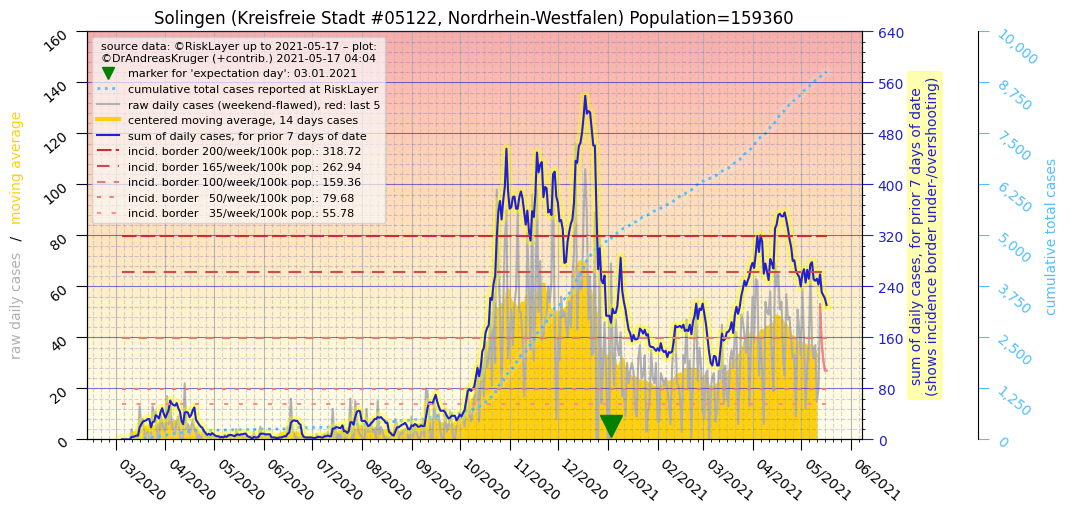 Solingen (Kreisfreie Stadt #05122, Nordrhein-Westfalen) Population=159360
source data: ©RiskLayer up to 2021-05-17 – plot:
©DrAndreasKruger (+contrib.) 2021-05-17 04:04
marker for 'expectation day': 03.01.2021
cumulative total cases reported at RiskLayer
raw daily cases (weekend-flawed), red: last 5
centered moving average, 14 days cases
sum of daily cases, for prior 7 days of date
incid. border 200/week/100k pop.: 318.72
incid. border 165/week/100k pop.: 262.94
incid. border 100/week/100k pop.: 159.36
incid. border   50/week/100k pop.: 79.68
incid. border   35/week/100k pop.: 55.78
raw daily cases / moving average
160
140
120
100
80
60
40
20
0
03/2020
04/2020
05/2020
06/2020
07/2020
08/2020
09/2020
10/2020
11/2020
12/2020
01/2021
02/2021
03/2021
04/2021
05/2021
06/2021
640
560
480
400
320
240
160
80
0
sum of daily cases, for prior 7 days of date
(shows incidence border under-/overshooting)
10,000
8,750
7,500
6,250
5,000
3,750
2,500
1,250
0
cumulative total cases